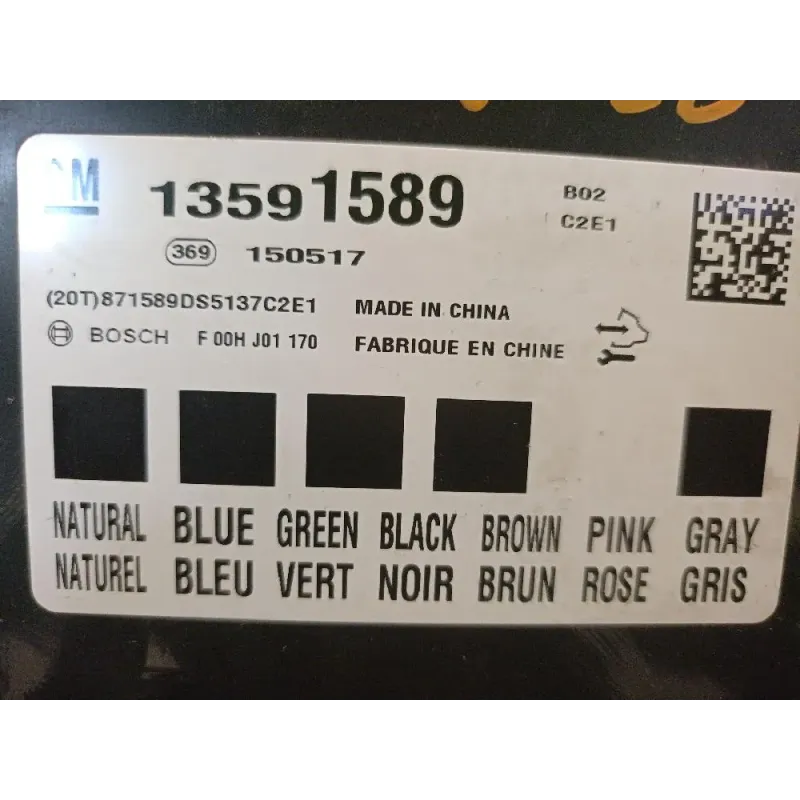 GM
13591589
B02
C2E1
369 150517
(20T)871589DS5137C2E1
MADE IN CHINA
BOSCH F 00H J01 170
FABRIQUE EN CHINE
NATURAL BLUE GREEN BLACK BROWN PINK GRAY
NATUREL BLEU VERT NOIR BRUN ROSE GRIS